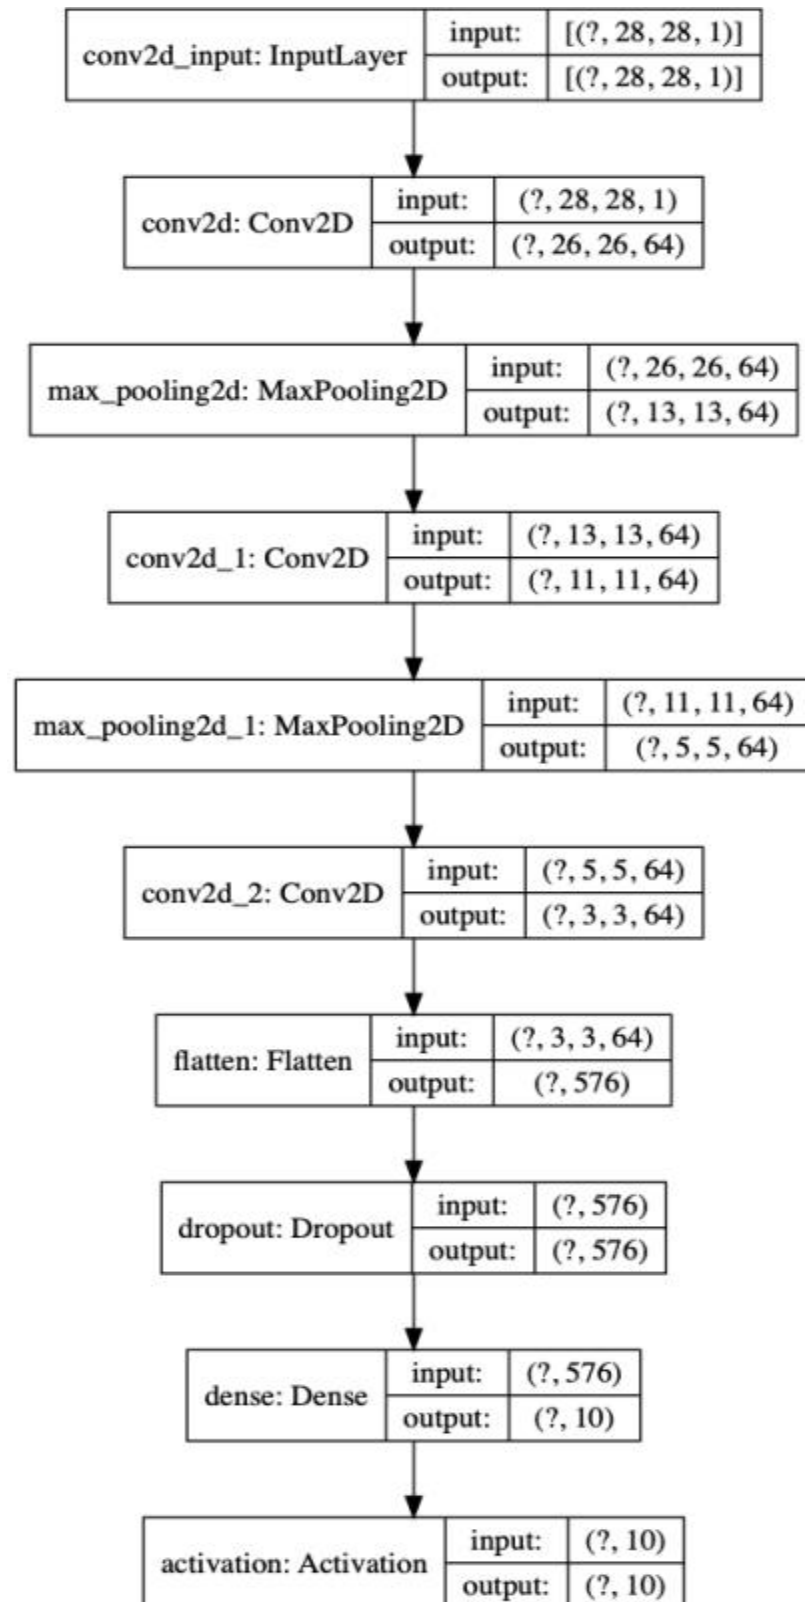 conv2d_input: InputLayer
input: [(?, 28, 28, 1)]
output: [(?, 28, 28, 1)]
conv2d: Conv2D
input: (?, 28, 28, 1)
output: (?, 26, 26, 64)
max_pooling2d: MaxPooling2D
input: (?, 26, 26, 64)
output: (?, 13, 13, 64)
conv2d_1: Conv2D
input: (?, 13, 13, 64)
output: (?, 11, 11, 64)
max_pooling2d_1: MaxPooling2D
input: (?, 11, 11, 64)
output: (?, 5, 5, 64)
conv2d_2: Conv2D
input: (?, 5, 5, 64)
output: (?, 3, 3, 64)
flatten: Flatten
input: (?, 3, 3, 64)
output: (?, 576)
dropout: Dropout
input: (?, 576)
output: (?, 576)
dense: Dense
input: (?, 576)
output: (?, 10)
activation: Activation
input: (?, 10)
output: (?, 10)